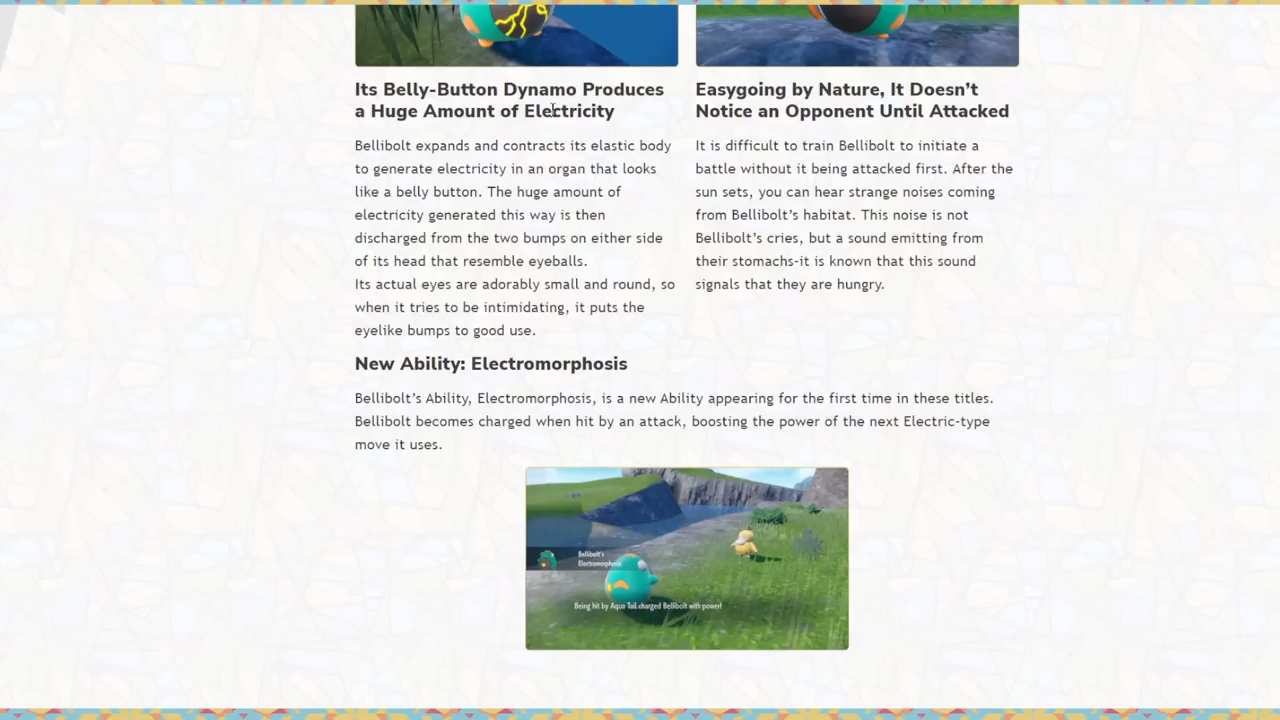 Its Belly-Button Dynamo Produces
a Huge Amount of Electricity
Bellibolt expands and contracts its elastic body
to generate electricity in an organ that looks
like a belly button. The huge amount of
electricity generated this way is then
discharged from the two bumps on either side
of its head that resemble eyeballs.
Its actual eyes are adorably small and round, so
when it tries to be intimidating, it puts the
eyelike bumps to good use.
Easygoing by Nature, It Doesn’t
Notice an Opponent Until Attacked
It is difficult to train Bellibolt to initiate a
battle without it being attacked first. After the
sun sets, you can hear strange noises coming
from Bellibolt’s habitat. This noise is not
Bellibolt’s cries, but a sound emitting from
their stomachs-it is known that this sound
signals that they are hungry.
New Ability: Electromorphosis
Bellibolt’s Ability, Electromorphosis, is a new Ability appearing for the first time in these titles.
Bellibolt becomes charged when hit by an attack, boosting the power of the next Electric-type
move it uses.
Bellibolt's
Electromorphosis
Being hit by Aqua Tail charged Bellibolt with power!